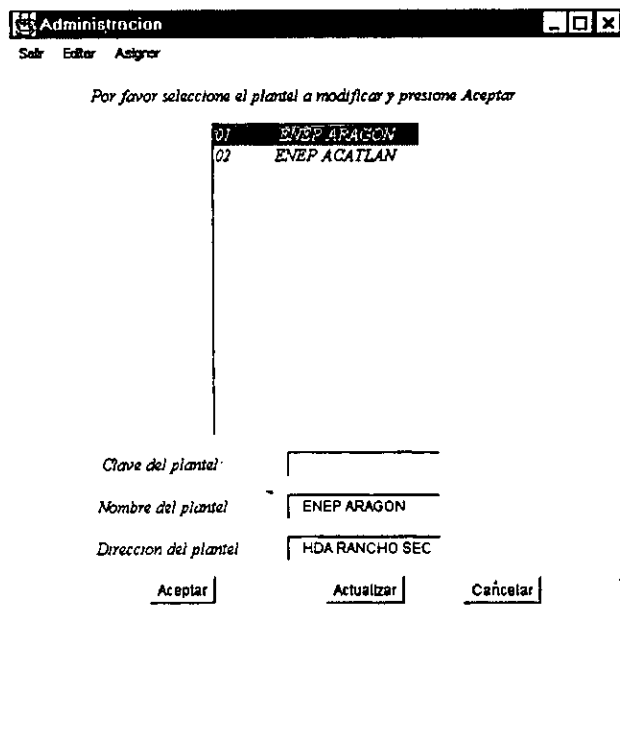 Administracion
Salir Editar Asignar
Por favor seleccione el plantel a modificar y presione Aceptar
01 ENEP ARAGON
02 ENEP ACATLAN
Clave del plantel
Nombre del plantel ENEP ARAGON
Direccion del plantel HDA RANCHO SEC
Aceptar Actualizar Cancelar